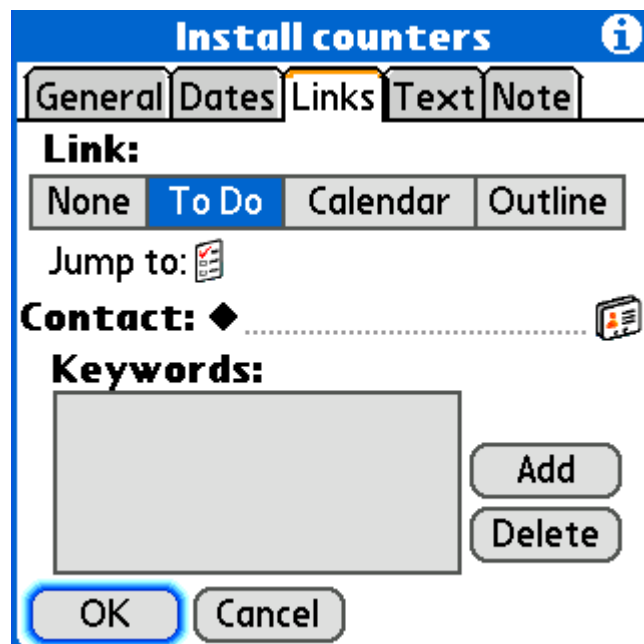 Install counters
General Dates Links Text Note
Link:
None To Do Calendar Outline
Jump to:
Contact:
Keywords:
Add
Delete
OK Cancel